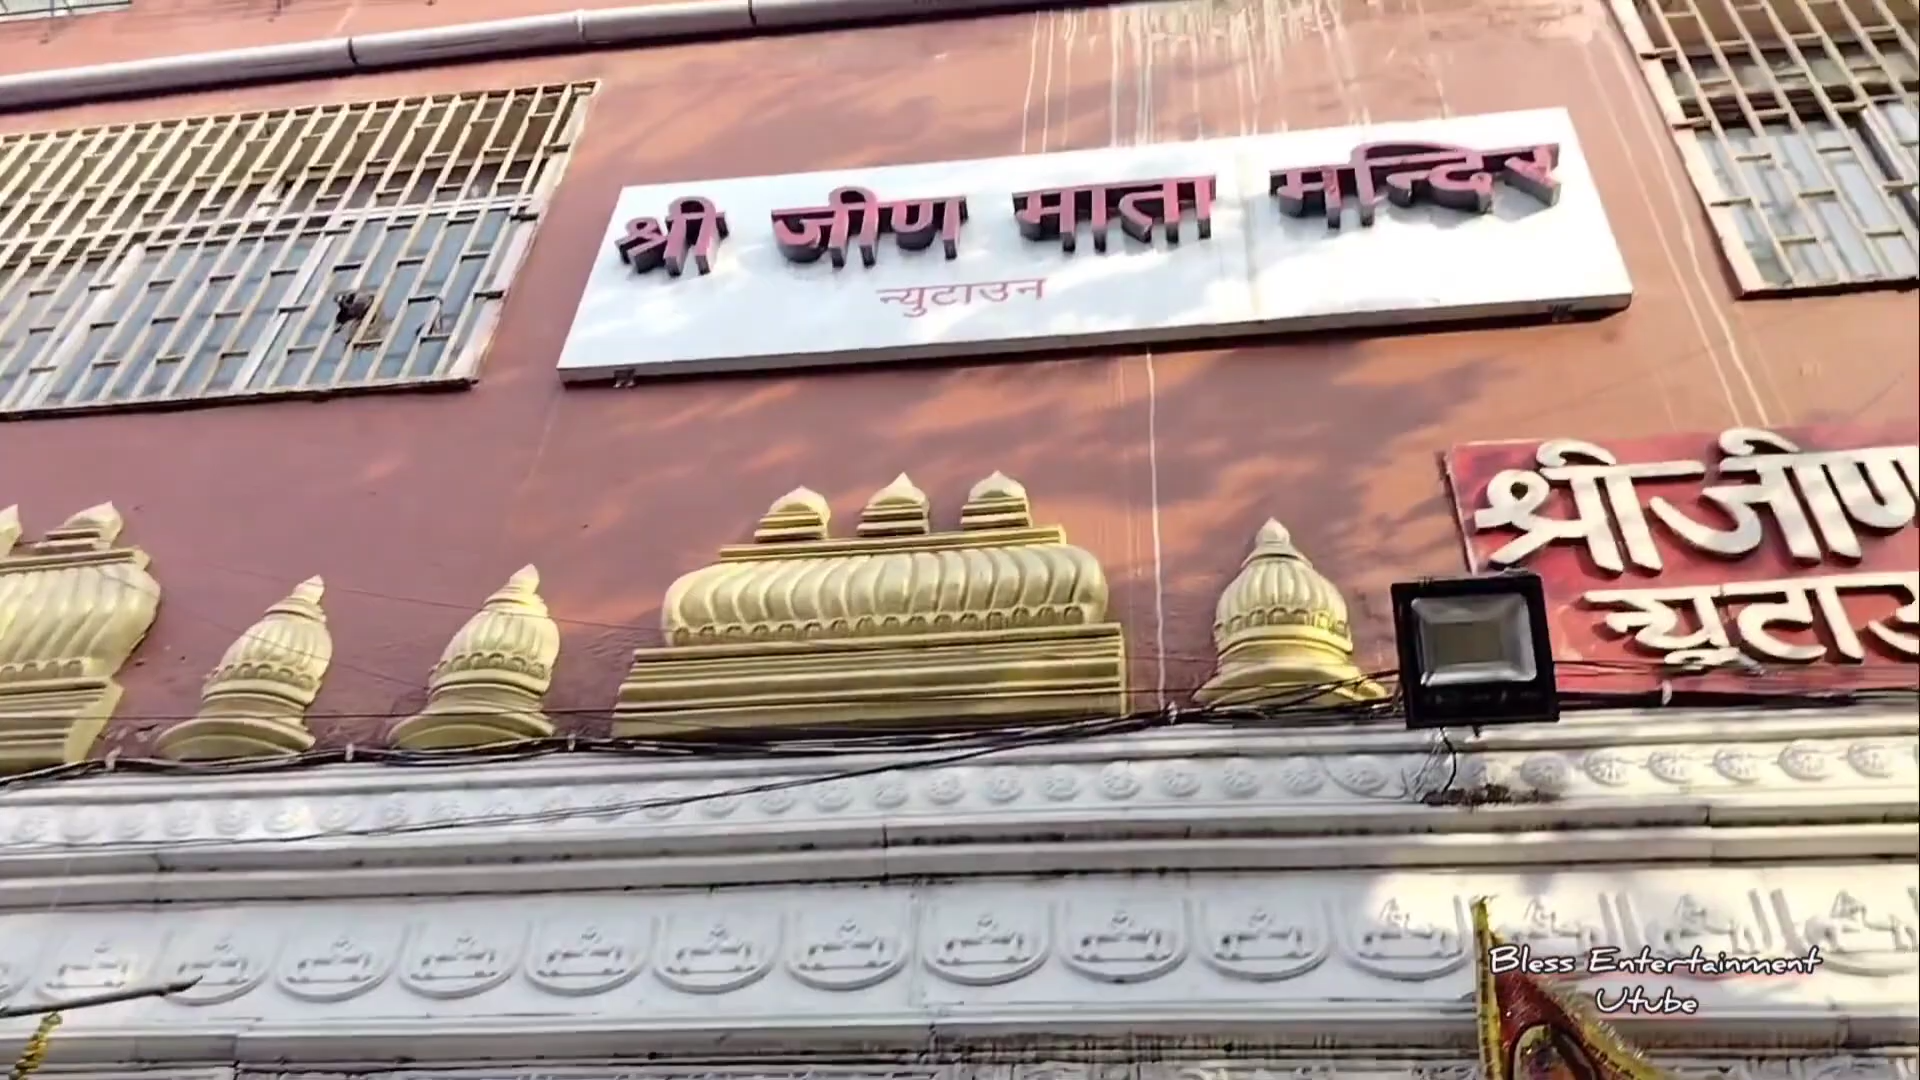 श्री जीण माता मन्दिर
न्युटाउन
श्री जीण
न्यूटाउ
Bless Entertainment
Utube